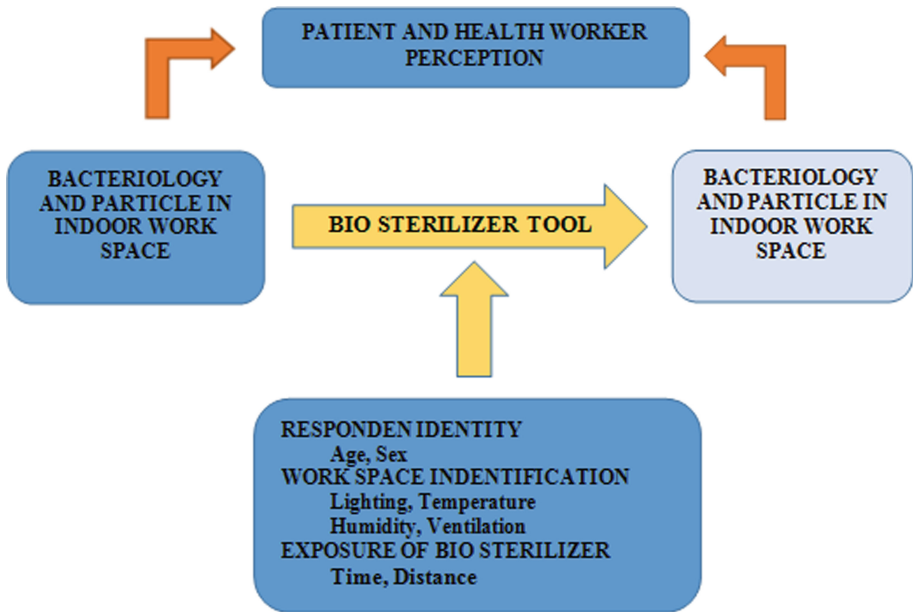 PATIENT AND HEALTH WORKER
PERCEPTION
BACTERIOLOGY
AND PARTICLE IN
INDOOR WORK
SPACE
BIO STERILIZER TOOL
BACTERIOLOGY
AND PARTICLE IN
INDOOR WORK
SPACE
RESPONDEN IDENTITY
Age, Sex
WORK SPACE INDENTIFICATION
Lighting, Temperature
Humidity, Ventilation
EXPOSURE OF BIO STERILIZER
Time, Distance